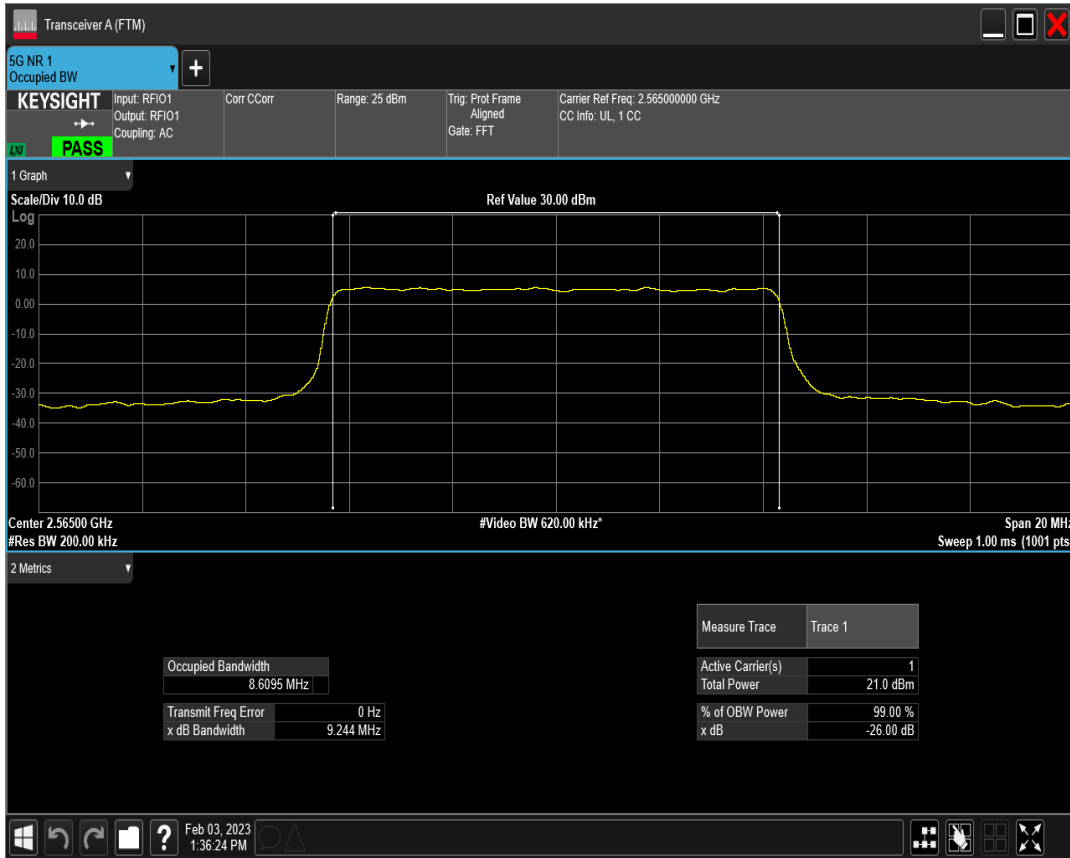 Transceiver A (FTM)
5G NR 1
Occupied BW
+
KEYSIGHT
LXI
PASS
Input: RFIO1
Output: RFIO1
Coupling: AC
Corr CCorr
Range: 25 dBm
Trig: Prot Frame
Aligned
Gate: FFT
Carrier Ref Freq: 2.565000000 GHz
CC Info: UL, 1 CC
1 Graph
Scale/Div 10.0 dB
Ref Value 30.00 dBm
Log
20.0
10.0
0.00
-10.0
-20.0
-30.0
-40.0
-50.0
-60.0
Center 2.56500 GHz
#Video BW 620.00 kHz*
Span 20 MHz
#Res BW 200.00 kHz
Sweep 1.00 ms (1001 pts
2 Metrics
Measure Trace Trace 1
Occupied Bandwidth
8.6095 MHz
Active Carrier(s) 1
Total Power 21.0 dBm
Transmit Freq Error 0 Hz
x dB Bandwidth 9.244 MHz
% of OBW Power 99.00 %
x dB -26.00 dB
?
Feb 03, 2023
1:36:24 PM